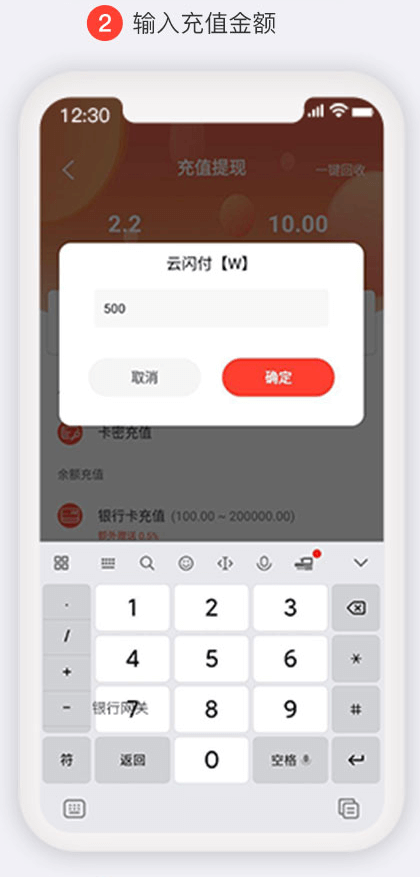 2 输入充值金额
12:30
充值提现 一键回收
2.2 10.00
云闪付【W】
500
取消 确定
卡密充值
余额充值
银行卡充值 (100.00 ~ 200000.00)
额外赠送 0.5%
· 1 2 3
/
+ 4 5 6 *
- 7 8 9 #
银行网关
符 返回 0 空格